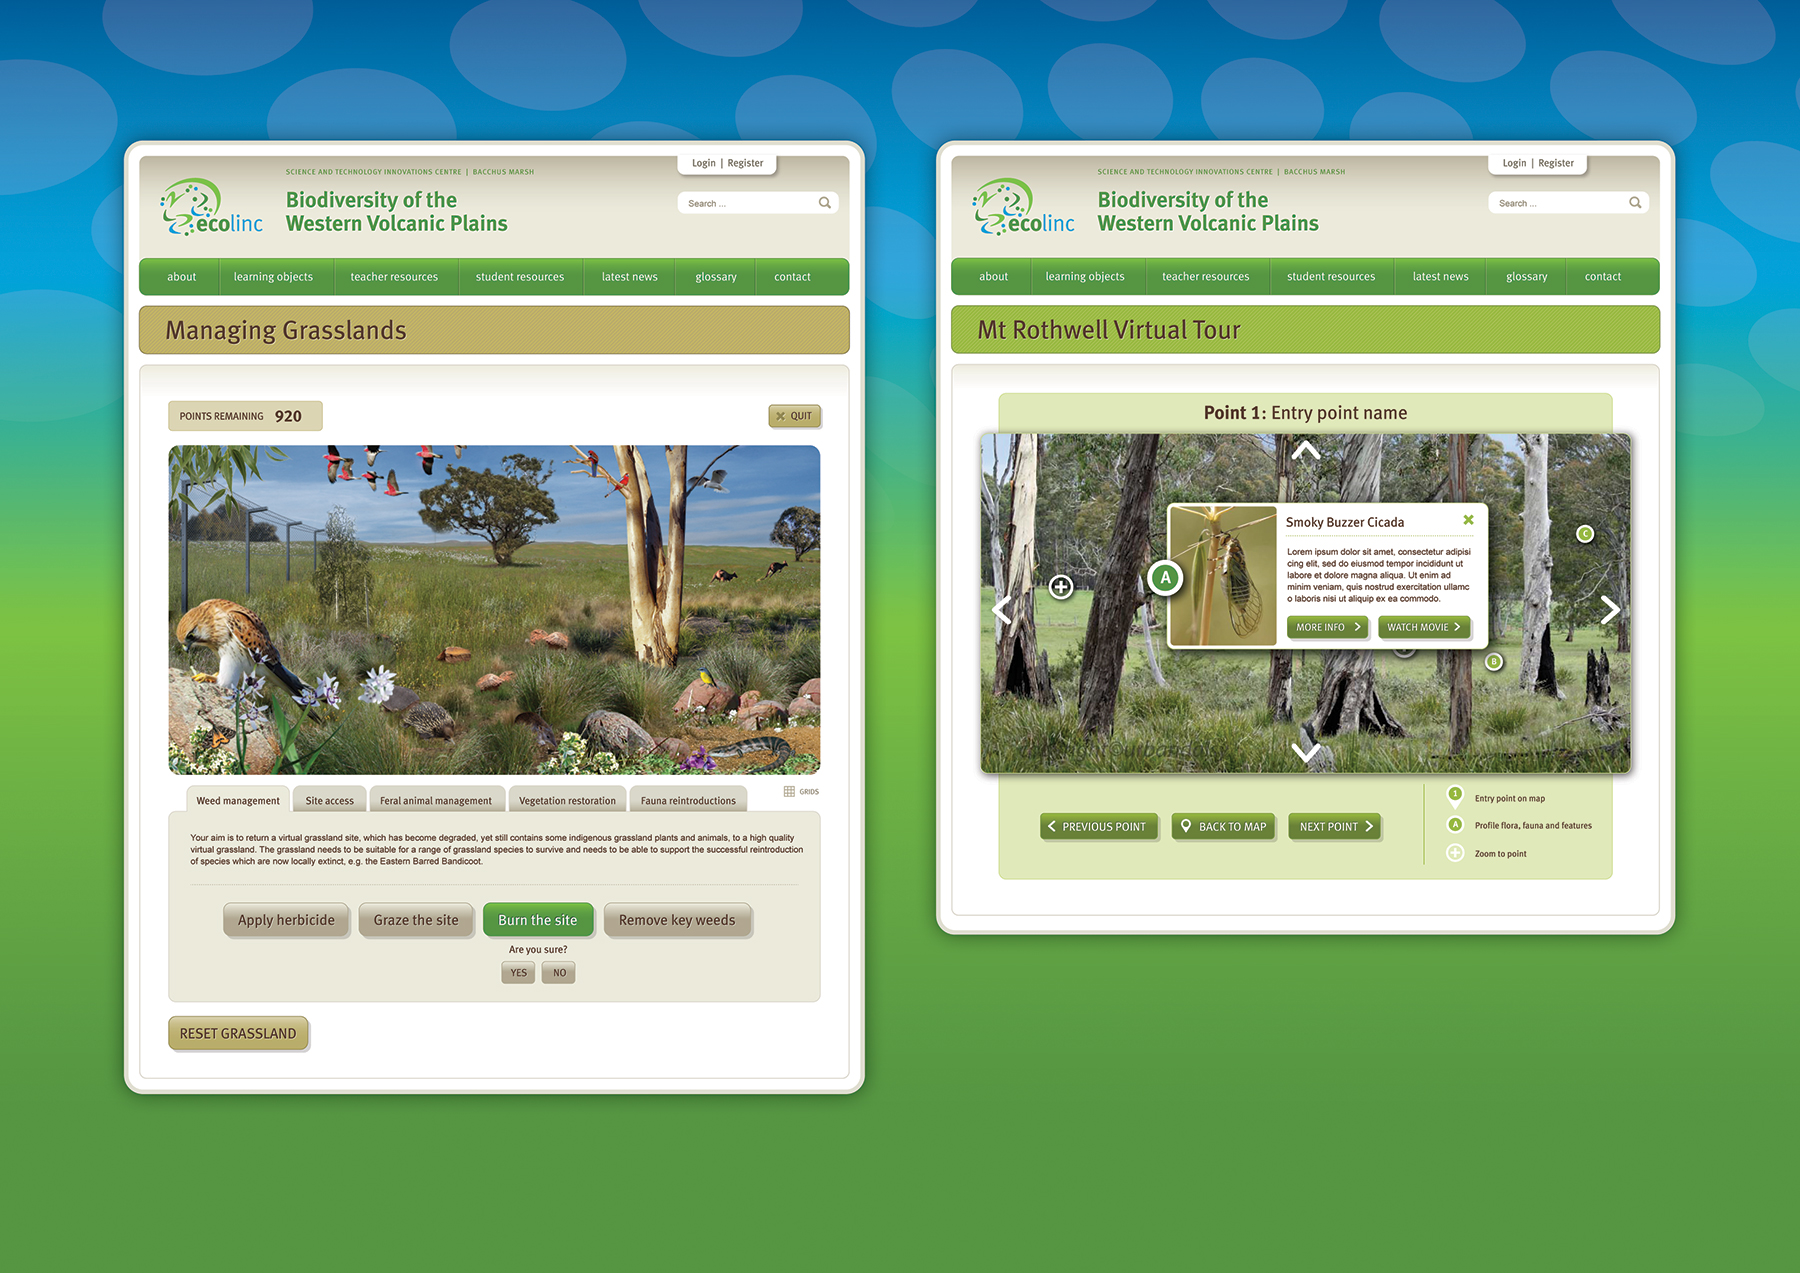 Login | Register
SCIENCE AND TECHNOLOGY INNOVATIONS CENTRE | BACCHUS MARSH
ecolinc
Biodiversity of the
Western Volcanic Plains
Search ...
about learning objects teacher resources student resources latest news glossary contact
Managing Grasslands
POINTS REMAINING 920
QUIT
GRIDS
Weed management Site access Feral animal management Vegetation restoration Fauna reintroductions
Your aim is to return a virtual grassland site, which has become degraded, yet still contains some indigenous grassland plants and animals, to a high quality
virtual grassland. The grassland needs to be suitable for a range of grassland species to survive and needs to be able to support the successful reintroduction
of species which are now locally extinct, e.g. the Eastern Barred Bandicoot.
Apply herbicide Graze the site Burn the site Remove key weeds
Are you sure?
YES NO
RESET GRASSLAND
Login | Register
SCIENCE AND TECHNOLOGY INNOVATIONS CENTRE | BACCHUS MARSH
ecolinc
Biodiversity of the
Western Volcanic Plains
Search ...
about learning objects teacher resources student resources latest news glossary contact
Mt Rothwell Virtual Tour
Point 1: Entry point name
Smoky Buzzer Cicada
Lorem ipsum dolor sit amet, consectetur adipisi
cing elit, sed do eiusmod tempor incididunt ut
labore et dolore magna aliqua. Ut enim ad
minim veniam, quis nostrud exercitation ullamc
o laboris nisi ut aliquip ex ea commodo.
MORE INFO WATCH MOVIE
A
C
B
PREVIOUS POINT BACK TO MAP NEXT POINT
1 Entry point on map
A Profile flora, fauna and features
Zoom to point